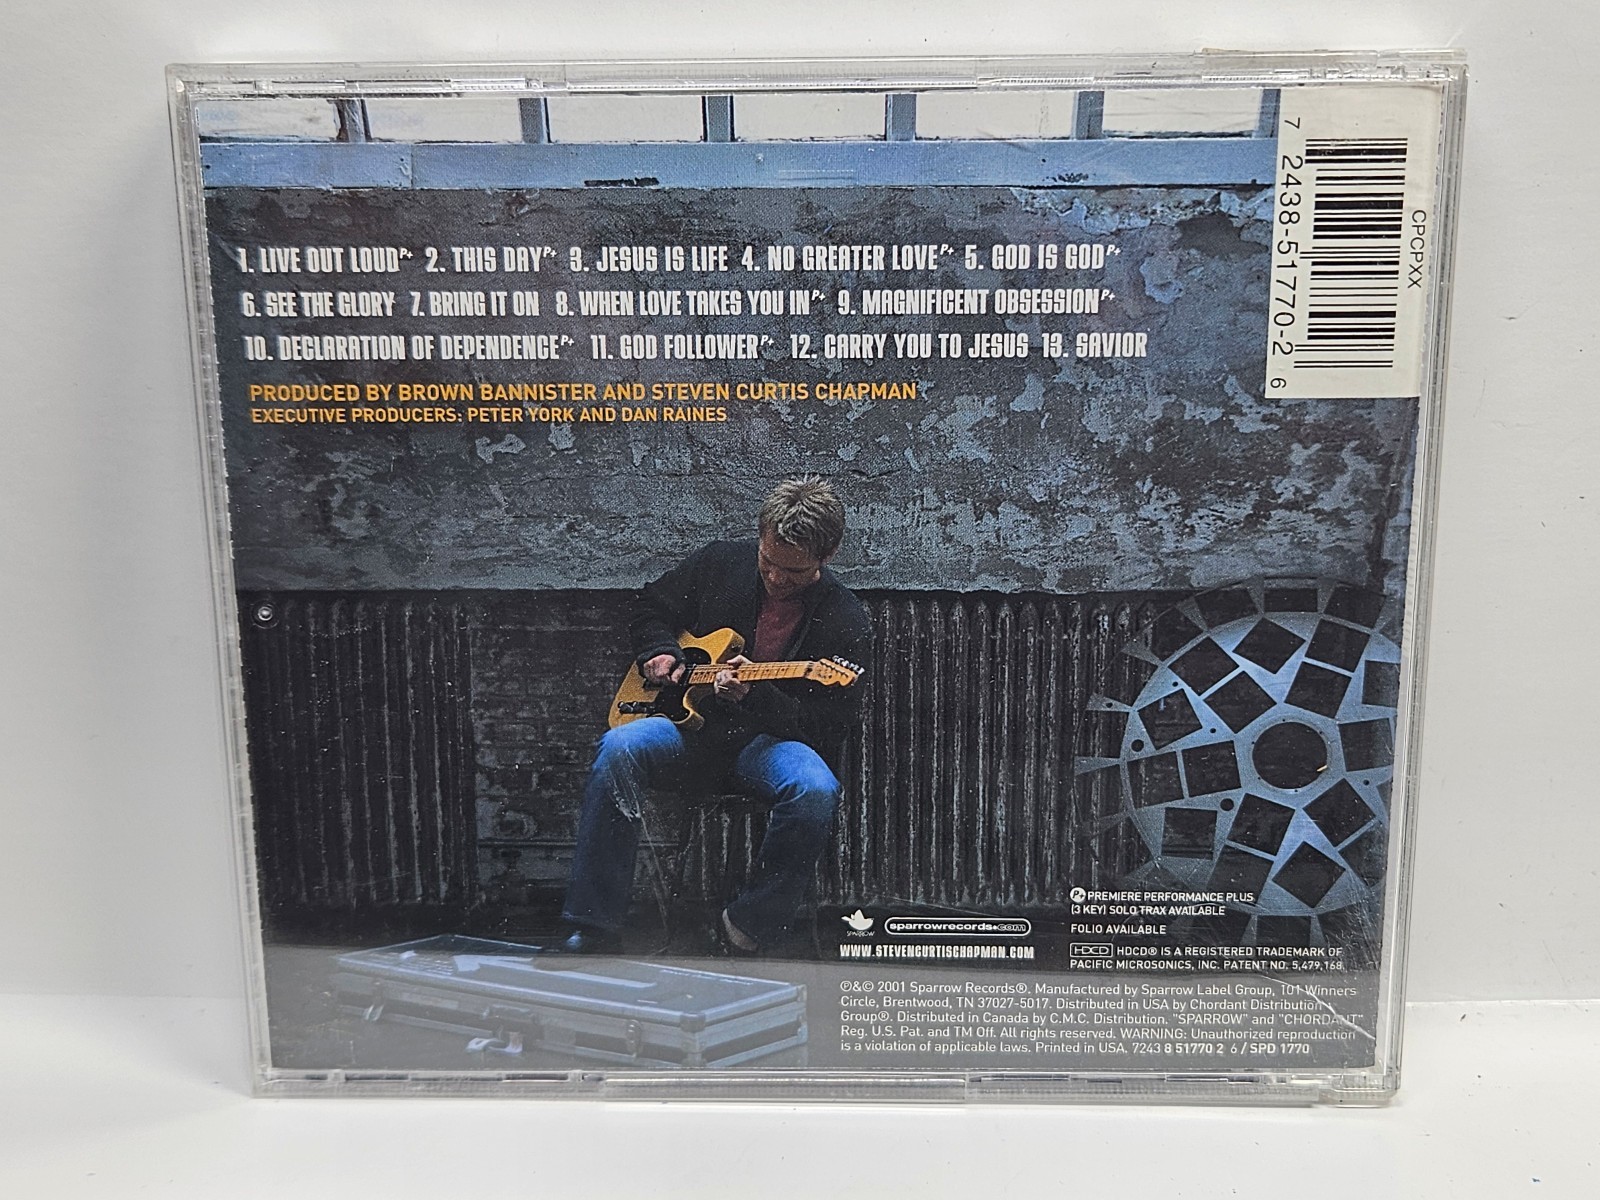 1. LIVE OUT LOUD P+ 2. THIS DAY P+ 3. JESUS IS LIFE 4. NO GREATER LOVE P+ 5. GOD IS GOD P+
6. SEE THE GLORY 7. BRING IT ON 8. WHEN LOVE TAKES YOU IN P+ 9. MAGNIFICENT OBSESSION P+
10. DECLARATION OF DEPENDENCE P+ 11. GOD FOLLOWER P+ 12. CARRY YOU TO JESUS 13. SAVIOR
PRODUCED BY BROWN BANNISTER AND STEVEN CURTIS CHAPMAN
EXECUTIVE PRODUCERS: PETER YORK AND DAN RAINES
7 2438-51770-2 6
CPCPXX
SPARROW
sparrowrecords.com
WWW.STEVENCURTISCHAPMAN.COM
P+ PREMIERE PERFORMANCE PLUS
(3 KEY) SOLO TRAX AVAILABLE
FOLIO AVAILABLE
HDCD HDCD® IS A REGISTERED TRADEMARK OF
PACIFIC MICROSONICS, INC. PATENT NO. 5,479,168.
℗&© 2001 Sparrow Records®. Manufactured by Sparrow Label Group, 101 Winners
Circle, Brentwood, TN 37027-5017. Distributed in USA by Chordant Distribution
Group®. Distributed in Canada by C.M.C. Distribution. "SPARROW" and "CHORDANT"
Reg. U.S. Pat. and TM Off. All rights reserved. WARNING: Unauthorized reproduction
is a violation of applicable laws. Printed in USA. 7243 8 51770 2 6 / SPD 1770